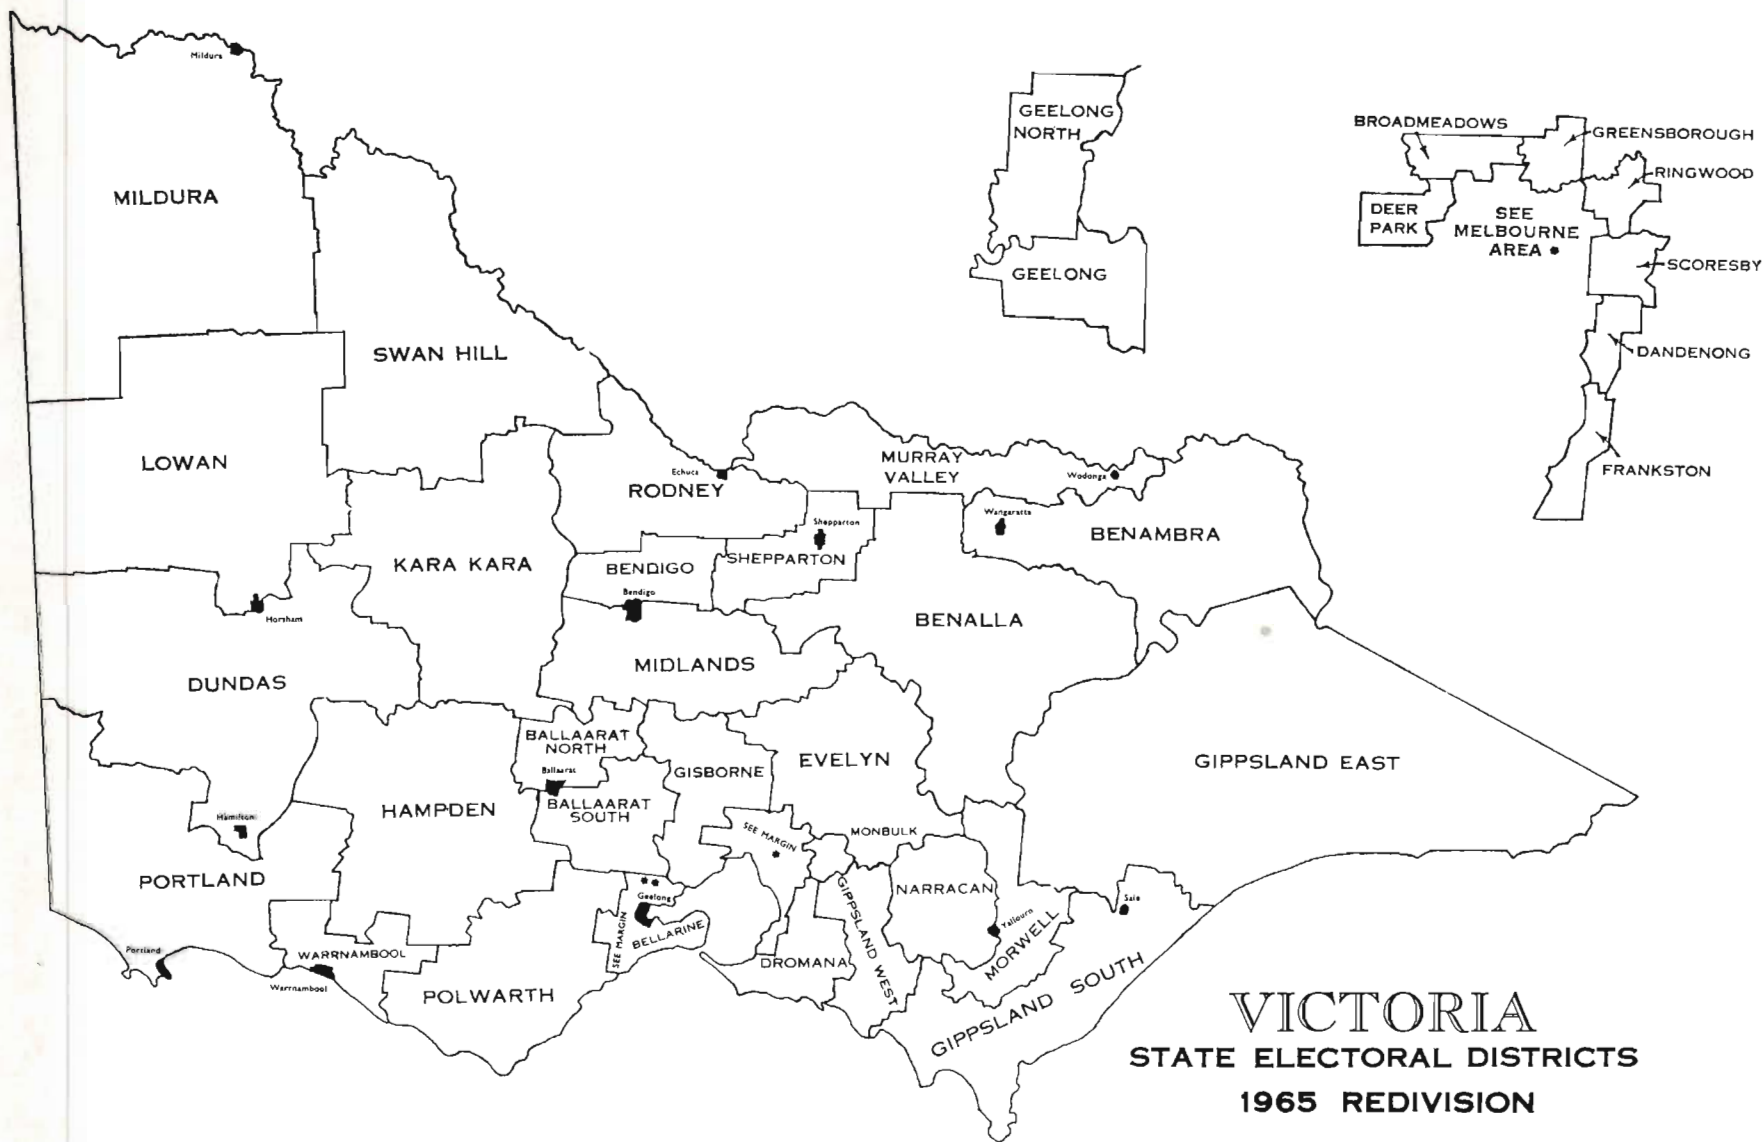 Mildura
GEELONG
NORTH
BROADMEADOWS
GREENSBOROUGH
RINGWOOD
MILDURA
DEER
PARK
SEE
MELBOURNE
AREA
SCORESBY
GEELONG
SWAN HILL
DANDENONG
LOWAN
MURRAY
VALLEY
Echuca
Wodonga
FRANKSTON
RODNEY
Shepparton
Wangaratta
BENAMBRA
KARA KARA
BENDIGO
SHEPPARTON
Bendigo
Horsham
BENALLA
MIDLANDS
DUNDAS
BALLAARAT
NORTH
EVELYN
GIPPSLAND EAST
Ballaarat
GISBORNE
HAMPDEN
BALLAARAT
SOUTH
Hamilton
SEE MARGIN
MONBULK
PORTLAND
NARRACAN
GIPPSLAND WEST
Geelong
SEE MARGIN
BELLARINE
Sale
Yallourn
MORWELL
Portland
WARRNAMBOOL
Warrnambool
DROMANA
POLWARTH
GIPPSLAND SOUTH
VICTORIA
STATE ELECTORAL DISTRICTS
1965 REDIVISION